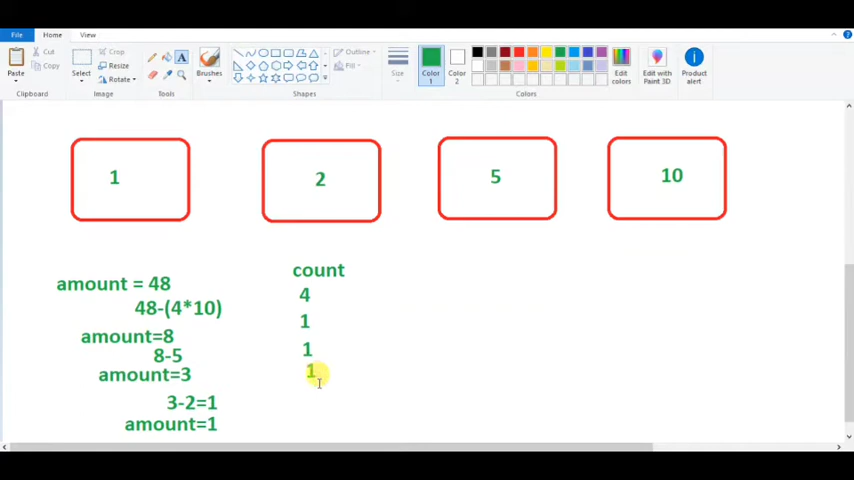 File Home View
Cut
Copy
Paste
Clipboard
Select
Crop
Resize
Rotate
Image
A
Tools
Brushes
Outline
Fill
Shapes
Size
Color 1
Color 2
Edit colors
Colors
Edit with Paint 3D
Product alert
1 2 5 10
count
amount = 48
4
48-(4*10)
1
amount=8
1
8-5
amount=3
1
3-2=1
amount=1